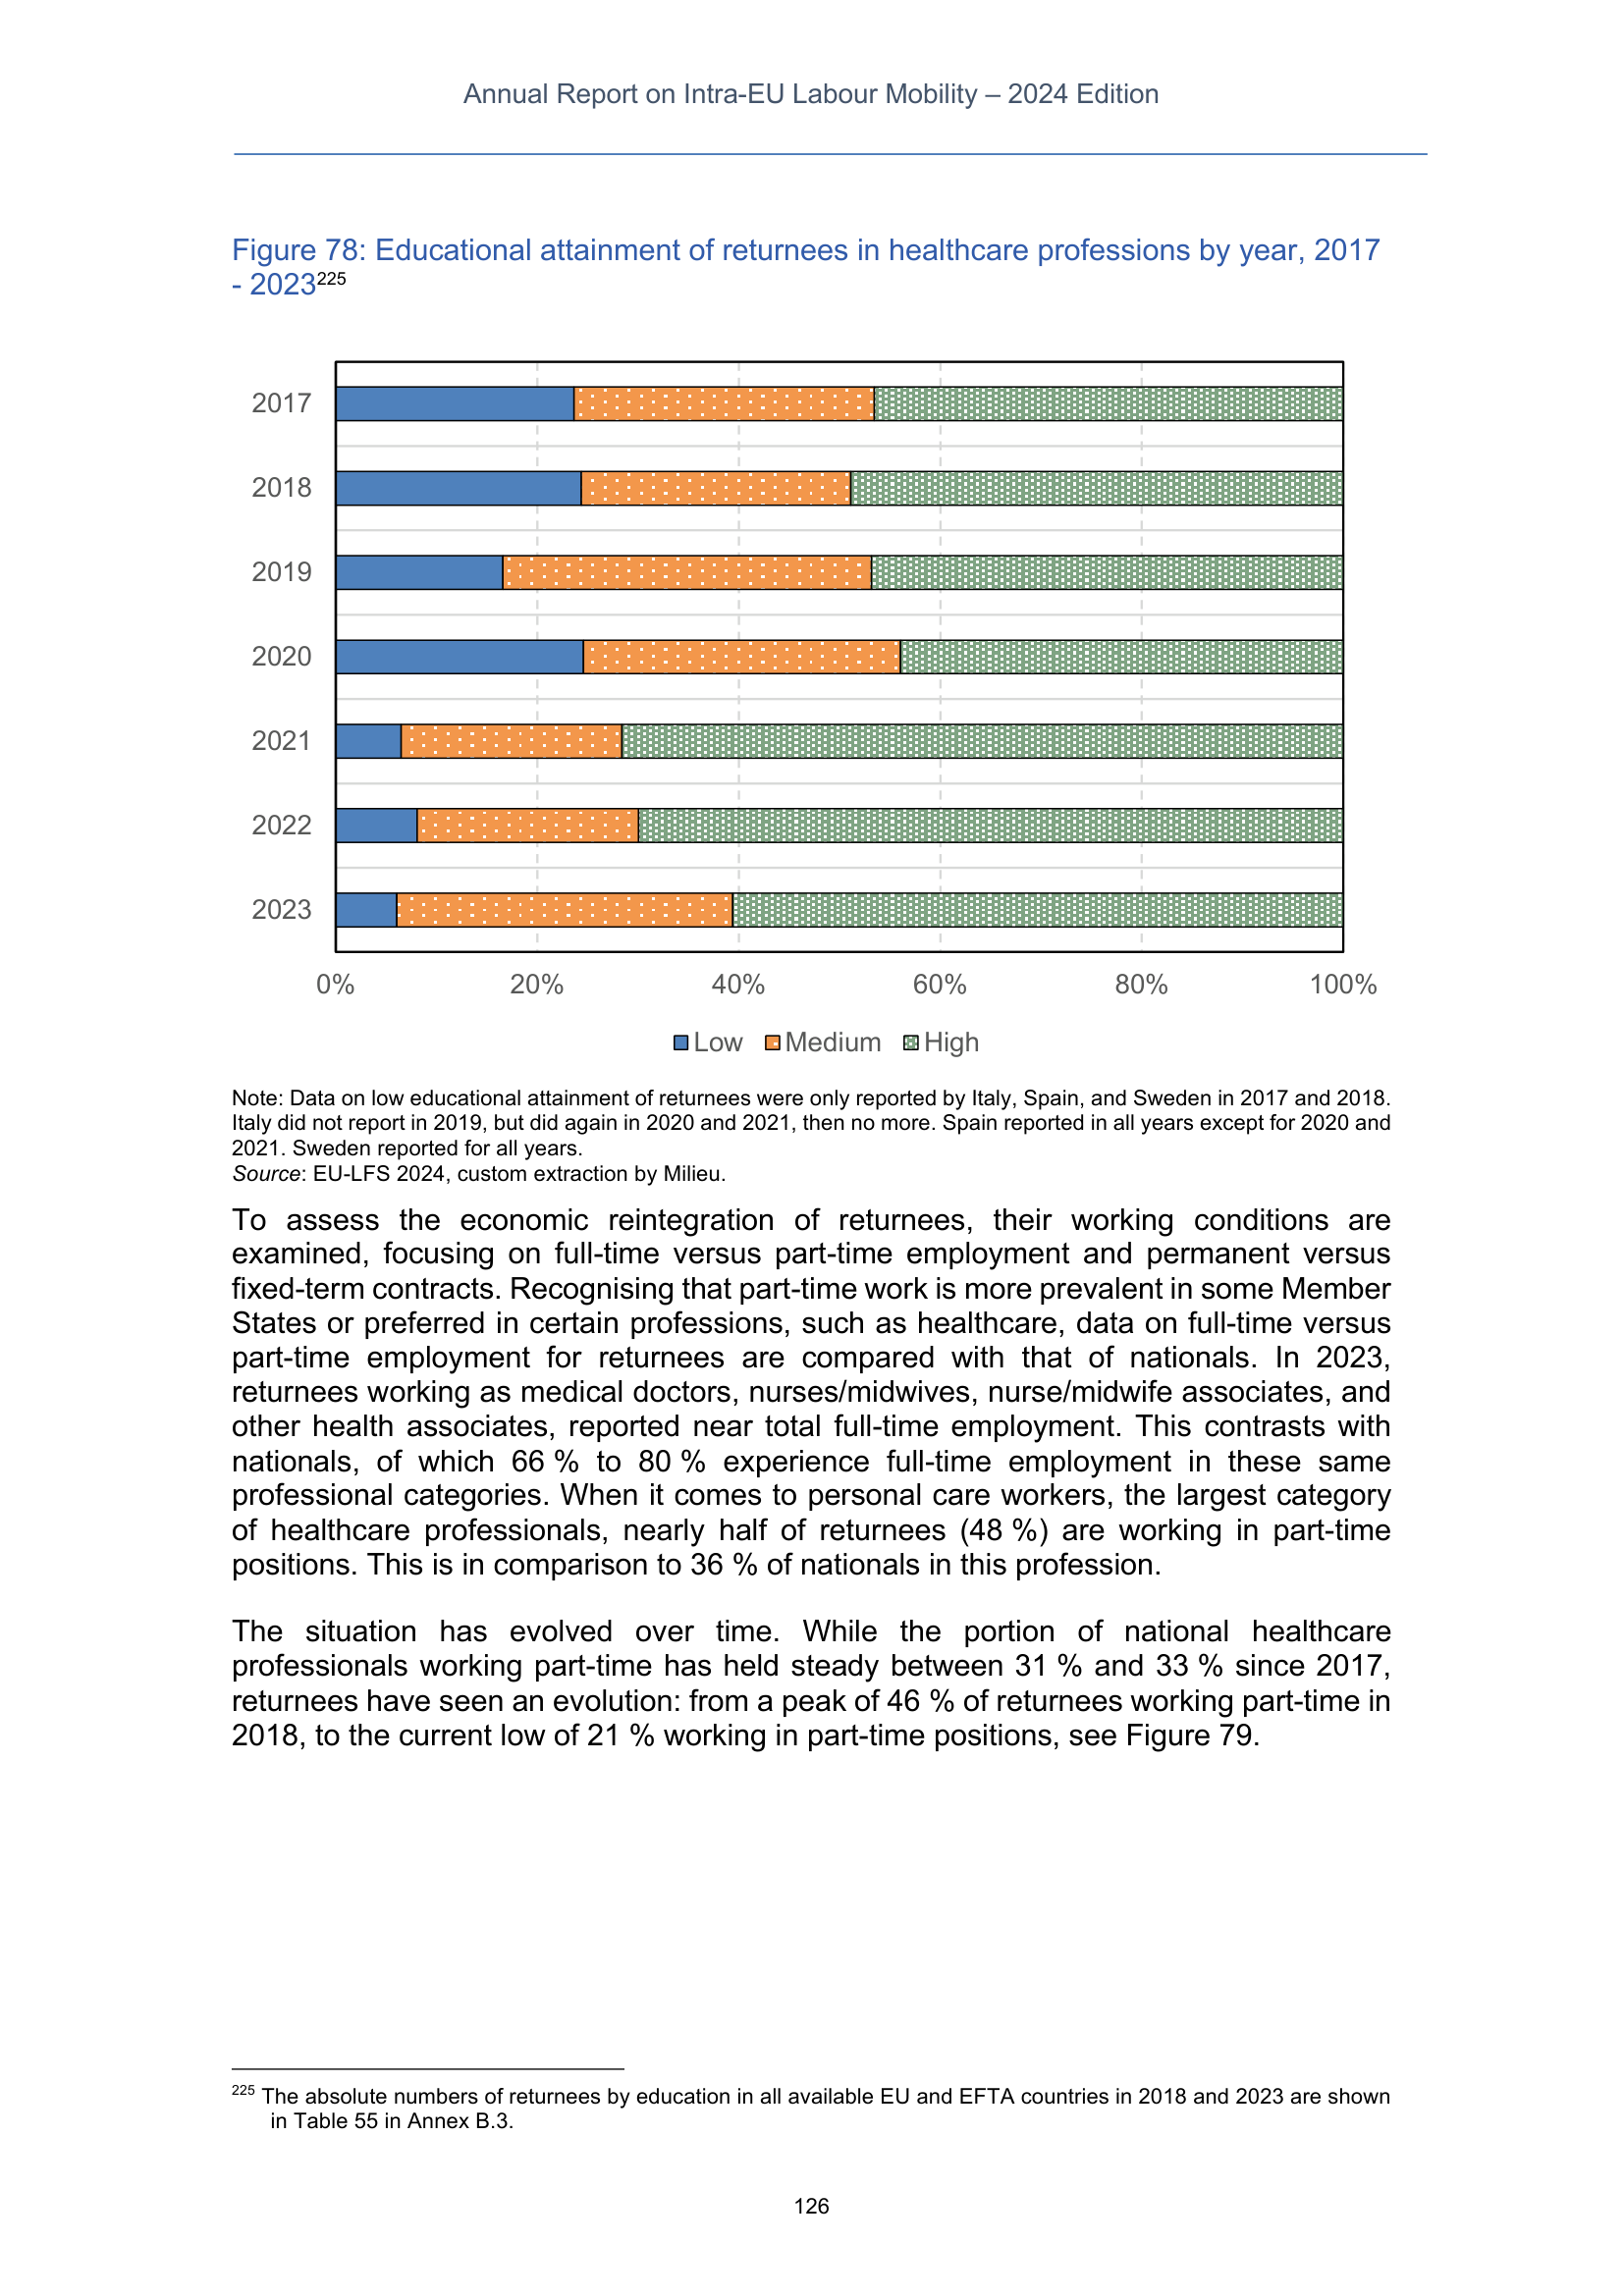 Annual Report on Intra-EU Labour Mobility – 2024 Edition
Figure 78: Educational attainment of returnees in healthcare professions by year, 2017
- 2023225
2017
2018
2019
2020
2021
2022
2023
0% 20% 40% 60% 80% 100%
Low Medium High
Note: Data on low educational attainment of returnees were only reported by Italy, Spain, and Sweden in 2017 and 2018.
Italy did not report in 2019, but did again in 2020 and 2021, then no more. Spain reported in all years except for 2020 and
2021. Sweden reported for all years.
Source: EU-LFS 2024, custom extraction by Milieu.
To assess the economic reintegration of returnees, their working conditions are
examined, focusing on full-time versus part-time employment and permanent versus
fixed-term contracts. Recognising that part-time work is more prevalent in some Member
States or preferred in certain professions, such as healthcare, data on full-time versus
part-time employment for returnees are compared with that of nationals. In 2023,
returnees working as medical doctors, nurses/midwives, nurse/midwife associates, and
other health associates, reported near total full-time employment. This contrasts with
nationals, of which 66 % to 80 % experience full-time employment in these same
professional categories. When it comes to personal care workers, the largest category
of healthcare professionals, nearly half of returnees (48 %) are working in part-time
positions. This is in comparison to 36 % of nationals in this profession.
The situation has evolved over time. While the portion of national healthcare
professionals working part-time has held steady between 31 % and 33 % since 2017,
returnees have seen an evolution: from a peak of 46 % of returnees working part-time in
2018, to the current low of 21 % working in part-time positions, see Figure 79.
225 The absolute numbers of returnees by education in all available EU and EFTA countries in 2018 and 2023 are shown
in Table 55 in Annex B.3.
126